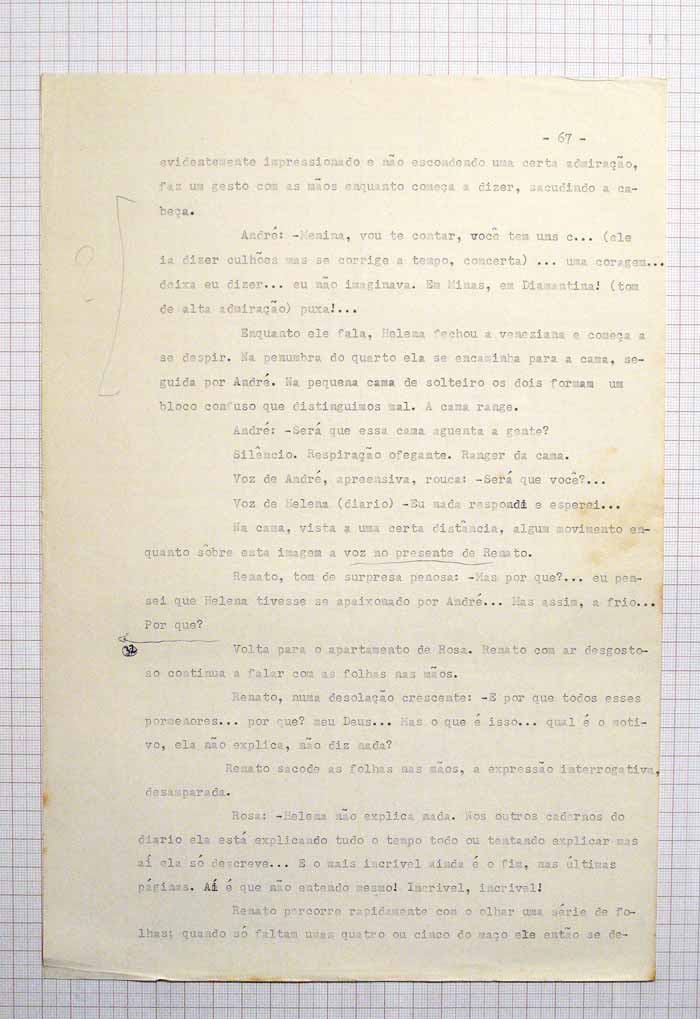 - 67 -
evidentemente impressionado e não escondendo uma certa admiração,
faz um gesto com as mãos enquanto começa a dizer, sacudindo a ca-
beça.
André: -Menina, vou te contar, você tem uns c... (ele
ia dizer culhões mas se corrige a tempo, concerta) ... uma coragem...
deixa eu dizer... eu não imaginava. Em Minas, em Diamantina! (tom
de alta admiração) puxa!...
Enquanto ele fala, Helena fechou a veneziana e começa a
se despir. Na penumbra do quarto ela se encaminha para a cama, se-
guida por André. Na pequena cama de solteiro os dois formam um
bloco confuso que distinguimos mal. A cama range.
André: -Será que essa cama aguenta a gente?
Silêncio. Respiração ofegante. Ranger da cama.
Voz de André, apreensiva, rouca: -Será que você?...
Voz de Helena (diario) -Eu nada respondi e esperei...
Na cama, vista a uma certa distância, algum movimento en-
quanto sôbre esta imagem a voz no presente de Renato.
Renato, tom de surpresa penosa: -Mas por que?... eu pen-
sei que Helena tivesse se apaixonado por André... Mas assim, a frio...
Por que?
32 Volta para o apartamento de Rosa. Renato com ar desgosto-
so continua a falar com as folhas nas mãos.
Renato, numa desolação crescente: -E por que todos esses
pormenores... por que? meu Deus... Mas o que é isso... qual é o moti-
vo, ela não explica, não diz nada?
Renato sacode as folhas nas mãos, a expressão interrogativa,
desamparada.
Rosa: -Helena não explica nada. Nos outros cadernos do
diario ela está explicando tudo o tempo todo ou tentando explicar mas
aí ela só descreve... E o mais incrivel ainda é o fim, nas últimas
páginas. Aí é que não entendo mesmo! Incrivel, incrivel!
Renato percorre rapidamente com o olhar uma série de fo-
lhas; quando só faltam umas quatro ou cinco do maço ele então se de-